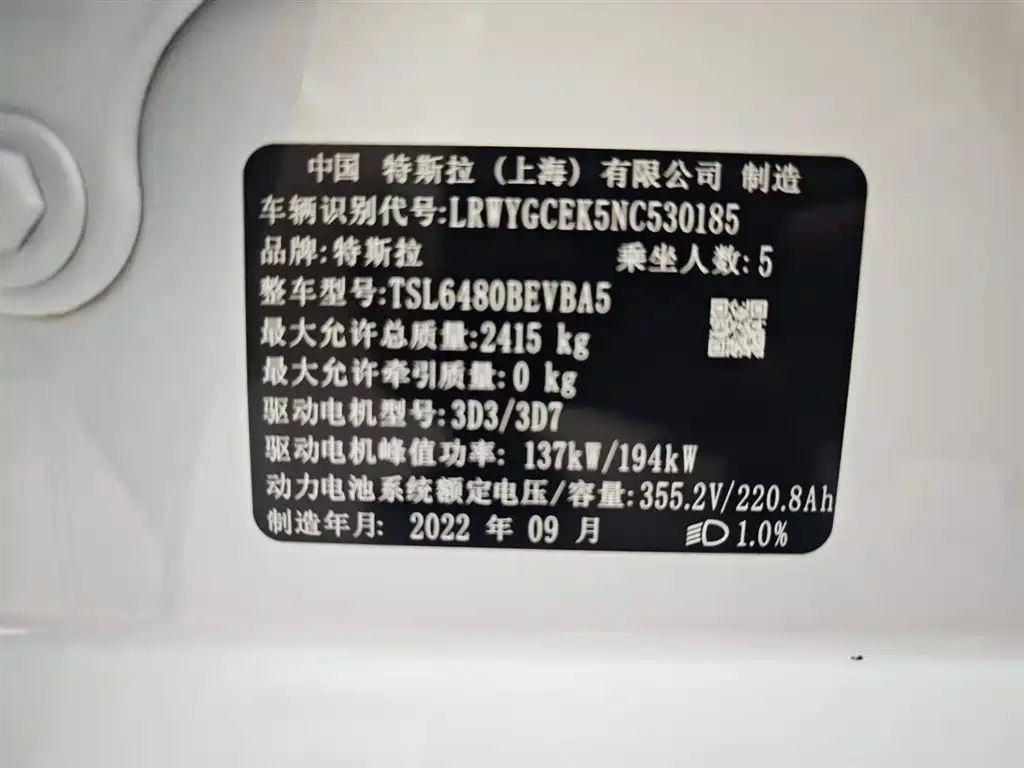 中国 特斯拉 (上海) 有限公司 制造
车辆识别代号:LRWYGCEK5NC530185
品牌:特斯拉 乘坐人数:5
整车型号:TSL6480BEVBA5
最大允许总质量:2415 kg
最大允许牵引质量:0 kg
驱动电机型号:3D3/3D7
驱动电机峰值功率: 137kW/194kW
动力电池系统额定电压/容量:355.2V/220.8Ah
制造年月: 2022 年 09 月 1.0%